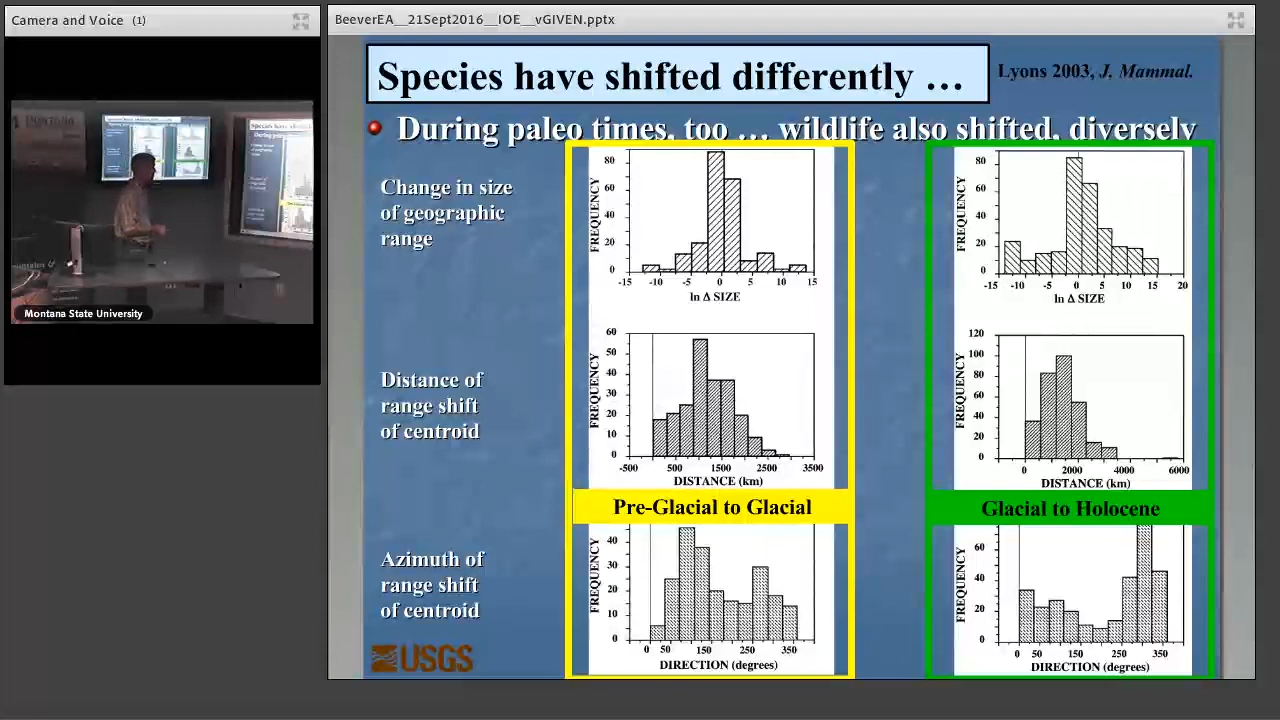 Camera and Voice (1)
BeeverEA__21Sept2016__IOE__vGIVEN.pptx
Montana State University
Species have shifted differently …
Lyons 2003, J. Mammal.
During paleo times, too … wildlife also shifted, diversely
Change in size
of geographic
range
FREQUENCY
80
60
40
20
0
-15 -10 -5 0 5 10 15
ln Δ SIZE
FREQUENCY
80
60
40
20
0
-15 -10 -5 0 5 10 15 20
ln Δ SIZE
Distance of
range shift
of centroid
FREQUENCY
60
50
40
30
20
10
0
-500 500 1500 2500 3500
DISTANCE (km)
FREQUENCY
120
100
80
60
40
20
0
0 2000 4000 6000
DISTANCE (km)
Pre-Glacial to Glacial
Glacial to Holocene
Azimuth of
range shift
of centroid
FREQUENCY
40
30
20
10
0
0 50 150 250 350
DIRECTION (degrees)
FREQUENCY
60
40
20
0
0 50 150 250 350
DIRECTION (degrees)
USGS